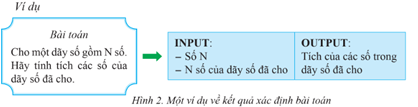 Ví dụ
Bài toán
Cho một dãy số gồm N số.
Hãy tính tích các số của
dãy số đã cho.
INPUT:
– Số N
– N số của dãy số đã cho
OUTPUT:
Tích của các số trong
dãy số đã cho
Hình 2. Một ví dụ về kết quả xác định bài toán